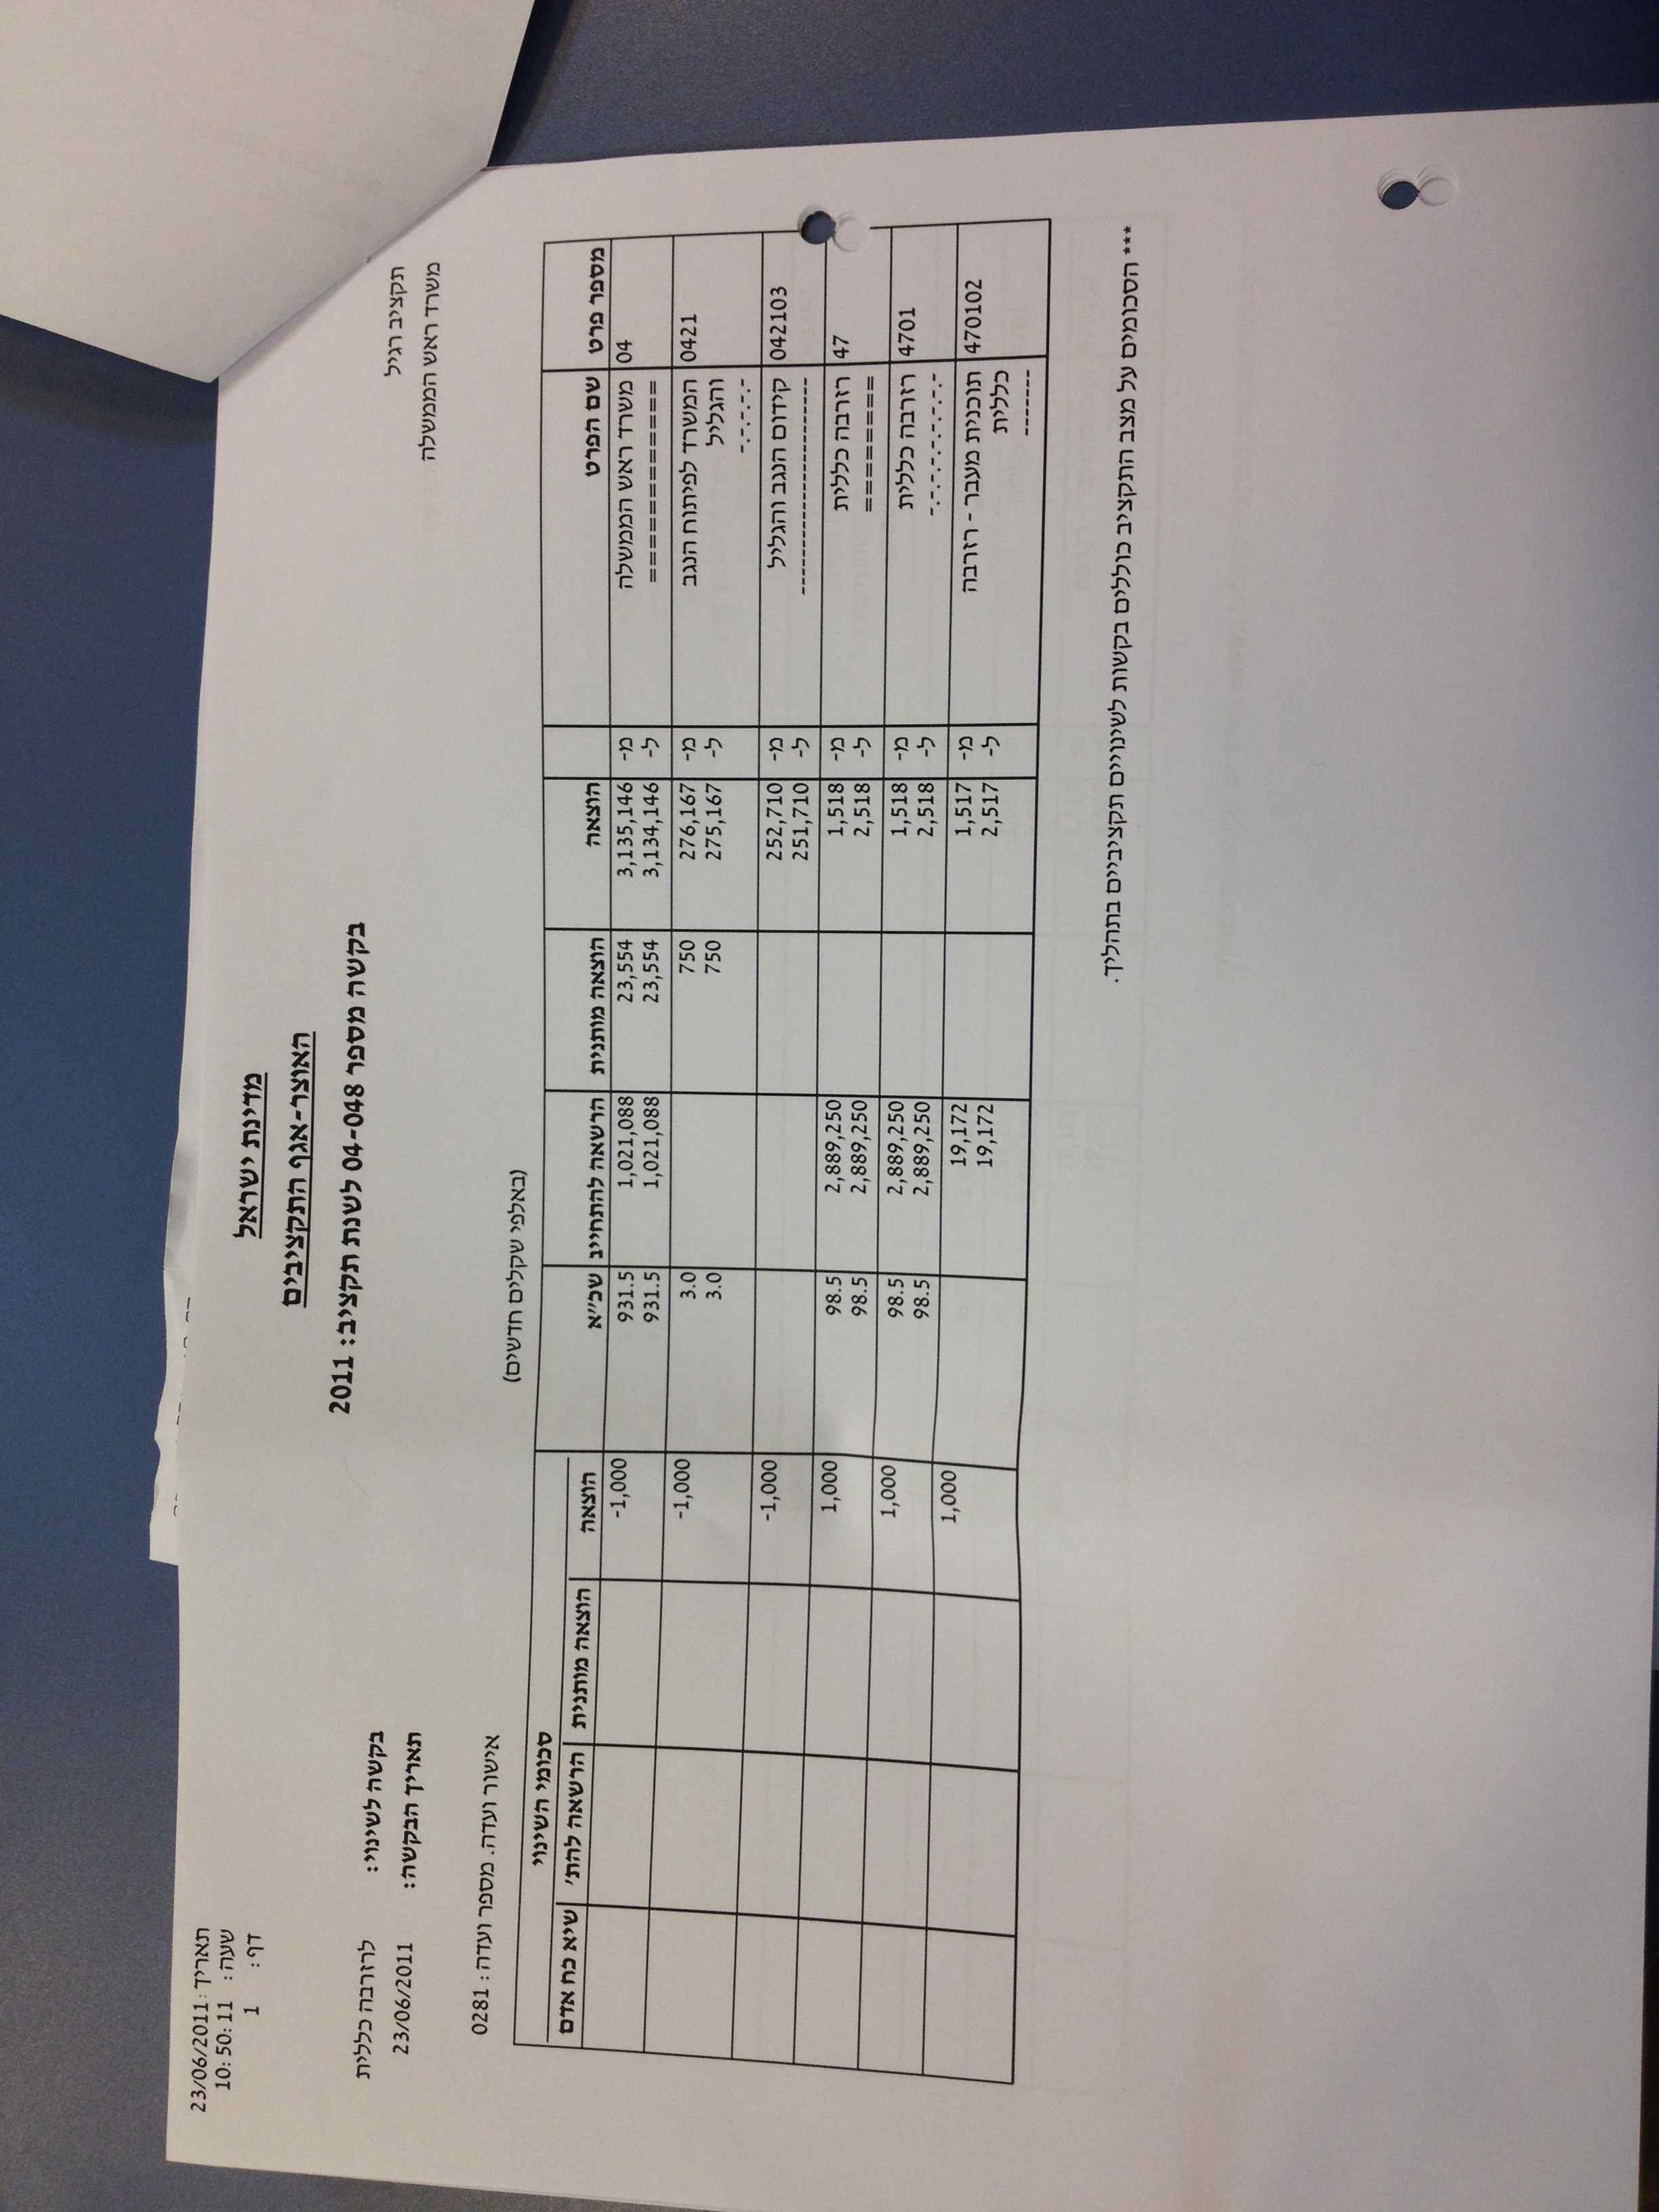 תאריך: 23/06/2011
שעה: 10:50:11
דף: 1
מדינת ישראל
האוצר-אגף התקציבים
בקשה מספר 04-048 לשנת תקציב: 2011
תקציב רגיל
משרד ראש הממשלה
בקשה לשינוי: לרזרבה כללית
תאריך הבקשה: 23/06/2011
אישור ועדה. מספר ועדה: 0281
(באלפי שקלים חדשים)
סכומי השינוי
מספר פרט שם הפרט הוצאה הוצאה מותנית הרשאה להתחייב שכ"א הוצאה הוצאה מותנית הרשאה להת' שיא כח אדם
04 משרד ראש הממשלה מ- 3,135,146 23,554 1,021,088 931.5 -1,000
============ ל- 3,134,146 23,554 1,021,088 931.5
0421 המשרד לפיתוח הנגב מ- 276,167 750 3.0 -1,000
והגליל ל- 275,167 750 3.0
-.-.-.-.-
042103 קידום הנגב והגליל מ- 252,710 -1,000
--------------------- ל- 251,710
47 רזרבה כללית מ- 1,518 2,889,250 98.5 1,000
======== ל- 2,518 2,889,250 98.5
4701 רזרבה כללית מ- 1,518 2,889,250 98.5 1,000
-.-.-.-.-.-.-.- ל- 2,518 2,889,250 98.5
470102 תוכנית מעבר - רזרבה מ- 1,517 19,172 1,000
כללית ל- 2,517 19,172
-------
*** הסכומים על מצב התקציב כוללים בקשות לשינויים תקציביים בתהליך.